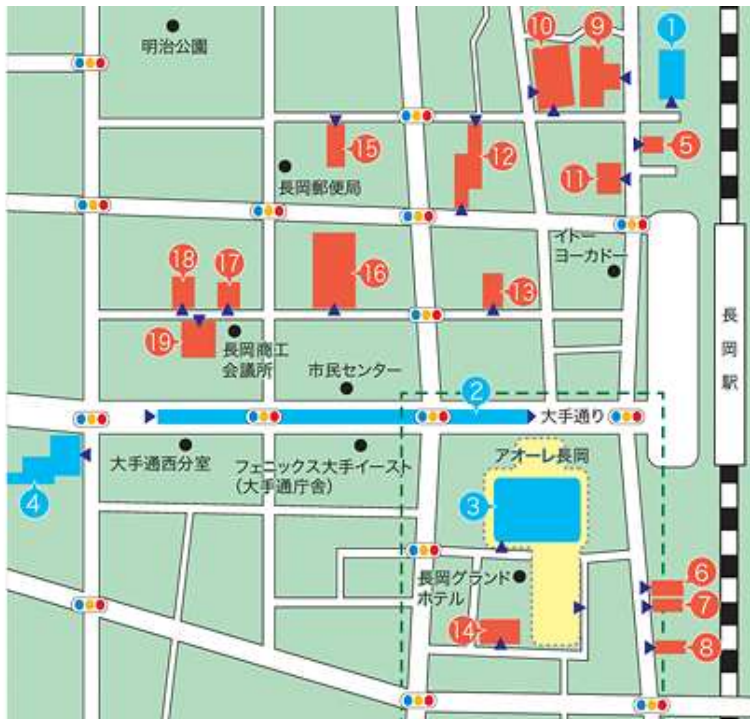 明治公園
10
9
1
5
15
12
11
長岡郵便局
イトー
ヨーカドー
18
17
16
13
19
長岡商工
会議所
市民センター
長岡駅
2
大手通り
大手通西分室
フェニックス大手イースト
(大手通庁舎)
アオーレ長岡
4
3
長岡グランド
ホテル
6
7
14
8